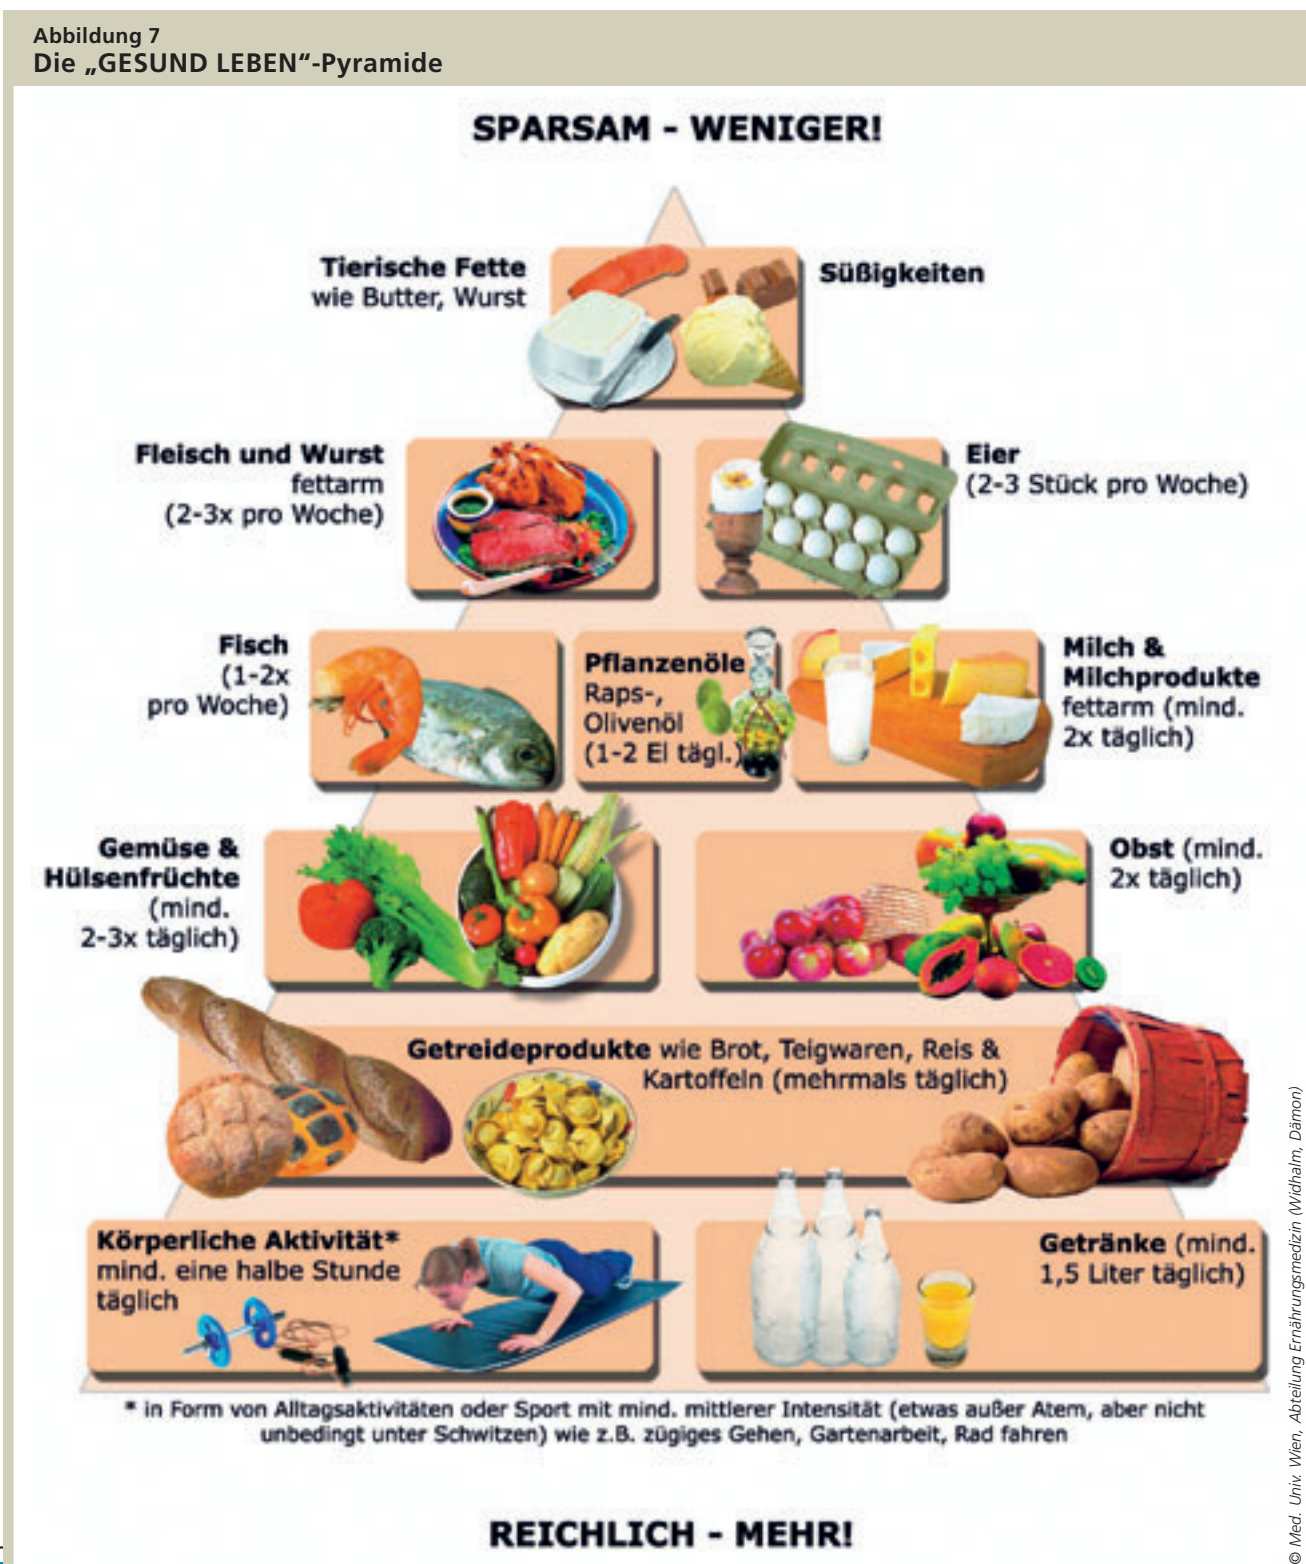 Abbildung 7
Die „GESUND LEBEN“-Pyramide
SPARSAM - WENIGER!
Tierische Fette
wie Butter, Wurst
Süßigkeiten
Fleisch und Wurst
fettarm
(2-3x pro Woche)
Eier
(2-3 Stück pro Woche)
Fisch
(1-2x
pro Woche)
Pflanzenöle
Raps-,
Olivenöl
(1-2 El tägl.)
Milch &
Milchprodukte
fettarm (mind.
2x täglich)
Gemüse &
Hülsenfrüchte
(mind.
2-3x täglich)
Obst (mind.
2x täglich)
Getreideprodukte wie Brot, Teigwaren, Reis &
Kartoffeln (mehrmals täglich)
Körperliche Aktivität*
mind. eine halbe Stunde
täglich
Getränke (mind.
1,5 Liter täglich)
* in Form von Alltagsaktivitäten oder Sport mit mind. mittlerer Intensität (etwas außer Atem, aber nicht
unbedingt unter Schwitzen) wie z.B. zügiges Gehen, Gartenarbeit, Rad fahren
REICHLICH - MEHR!
© Med. Univ. Wien, Abteilung Ernährungsmedizin (Widhalm, Dämon)